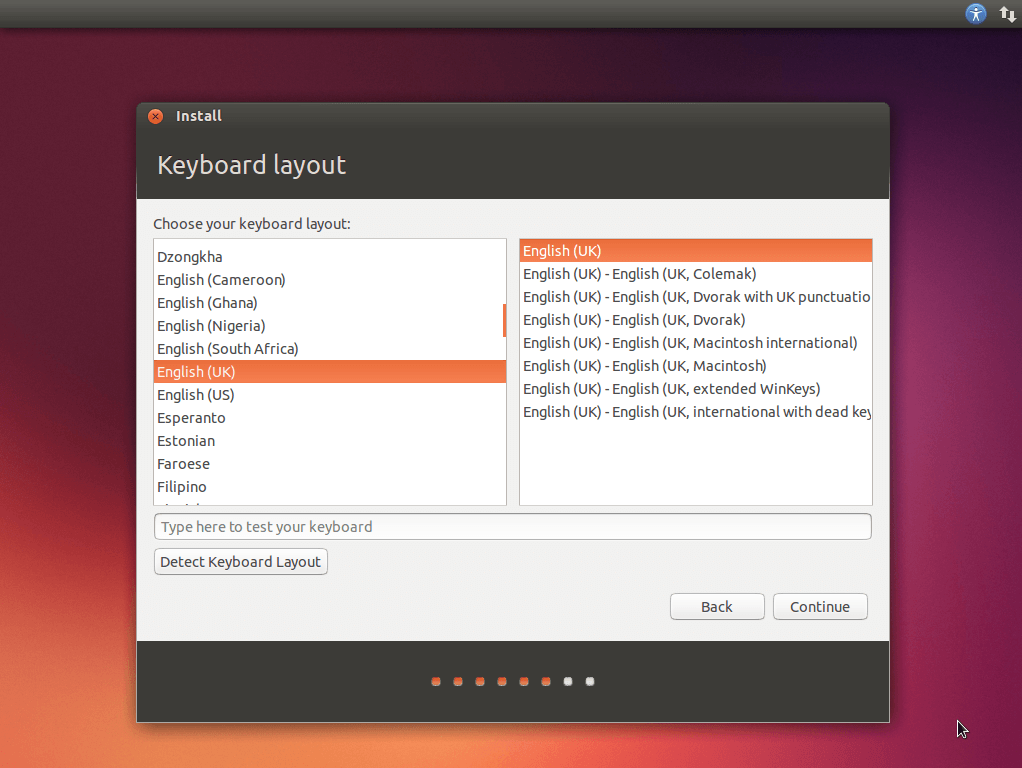 Install
Keyboard layout
Choose your keyboard layout:
Dzongkha
English (Cameroon)
English (Ghana)
English (Nigeria)
English (South Africa)
English (UK)
English (US)
Esperanto
Estonian
Faroese
Filipino
English (UK)
English (UK) - English (UK, Colemak)
English (UK) - English (UK, Dvorak with UK punctuatio
English (UK) - English (UK, Dvorak)
English (UK) - English (UK, Macintosh international)
English (UK) - English (UK, Macintosh)
English (UK) - English (UK, extended WinKeys)
English (UK) - English (UK, international with dead key
Type here to test your keyboard
Detect Keyboard Layout
Back
Continue